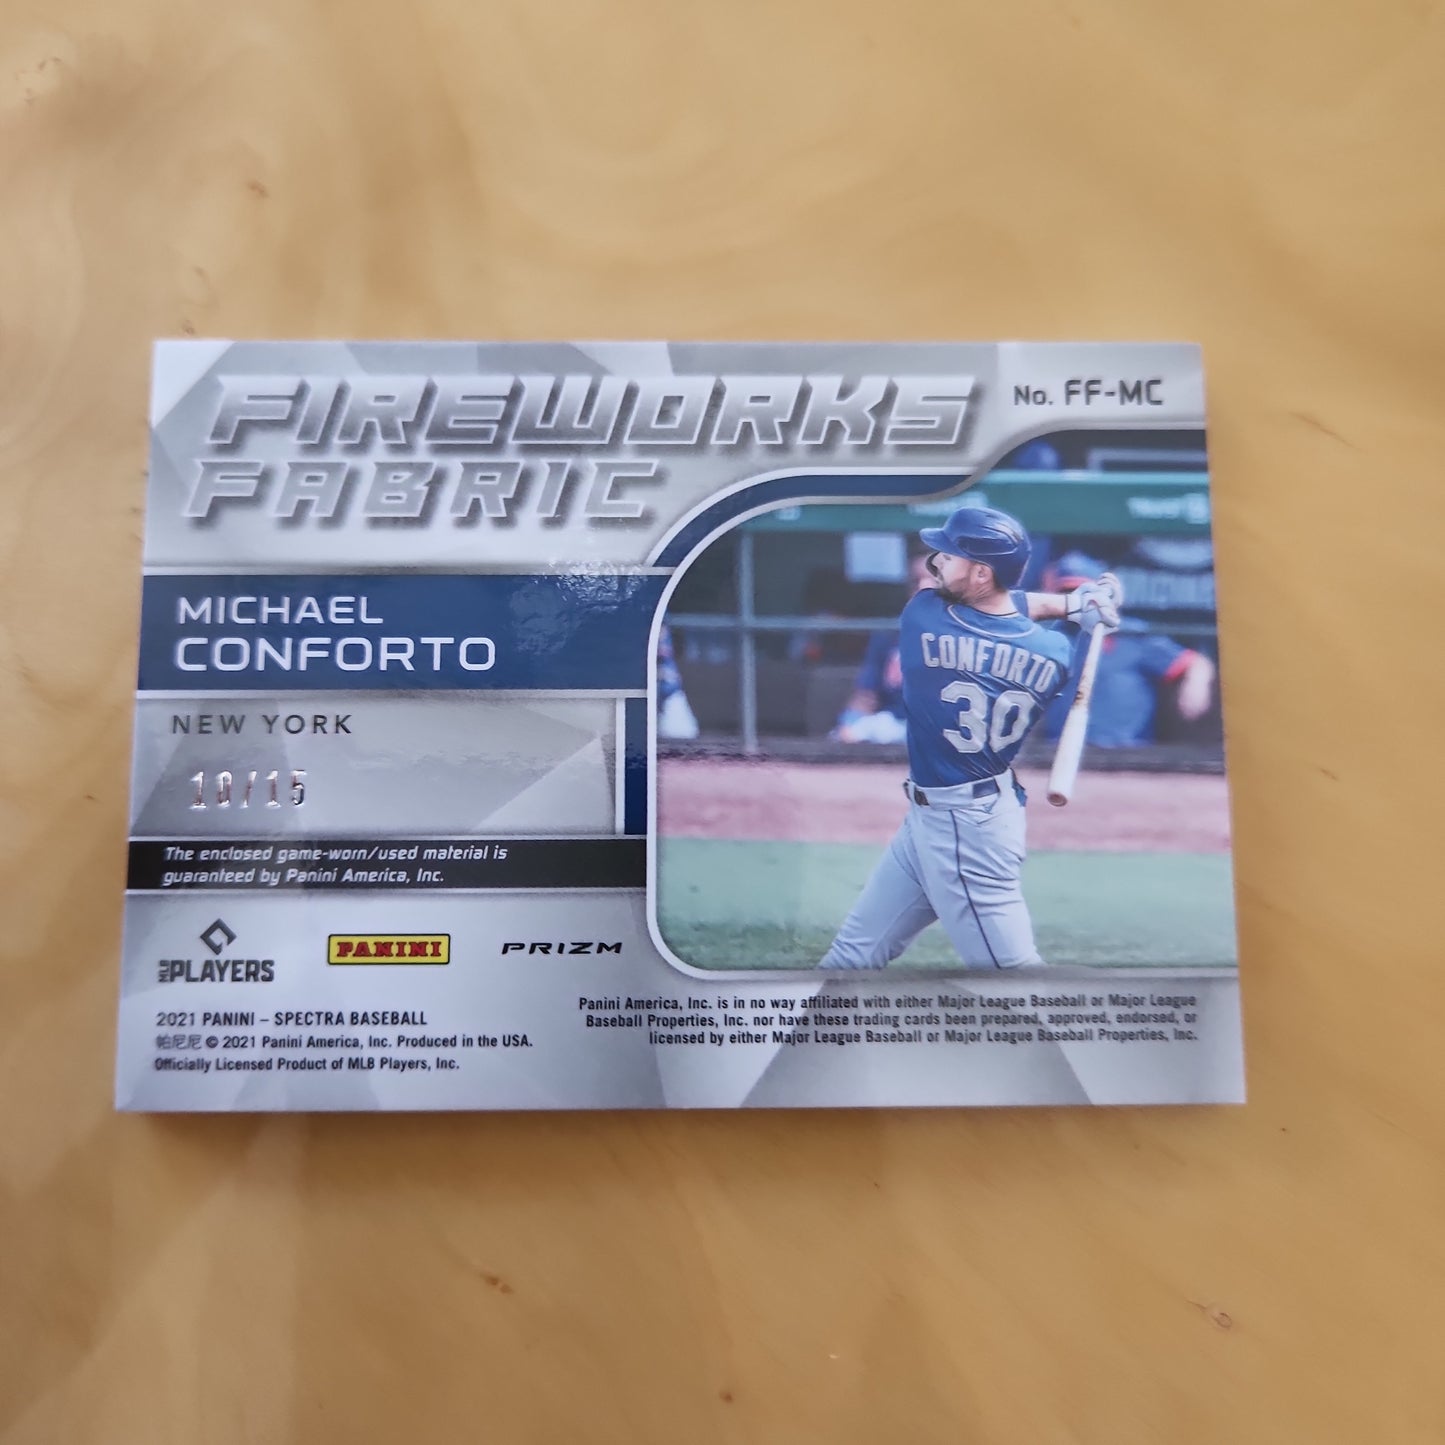 FIREWORKS
FABRIC
No. FF-MC
MICHAEL
CONFORTO
NEW YORK
10/15
The enclosed game-worn/used material is
guaranteed by Panini America, Inc.
CONFORTO
30
MLB PLAYERS
PANINI
PRIZM
2021 PANINI – SPECTRA BASEBALL
帕尼尼 © 2021 Panini America, Inc. Produced in the USA.
Officially Licensed Product of MLB Players, Inc.
Panini America, Inc. is in no way affiliated with either Major League Baseball or Major League
Baseball Properties, Inc. nor have these trading cards been prepared, approved, endorsed, or
licensed by either Major League Baseball or Major League Baseball Properties, Inc.